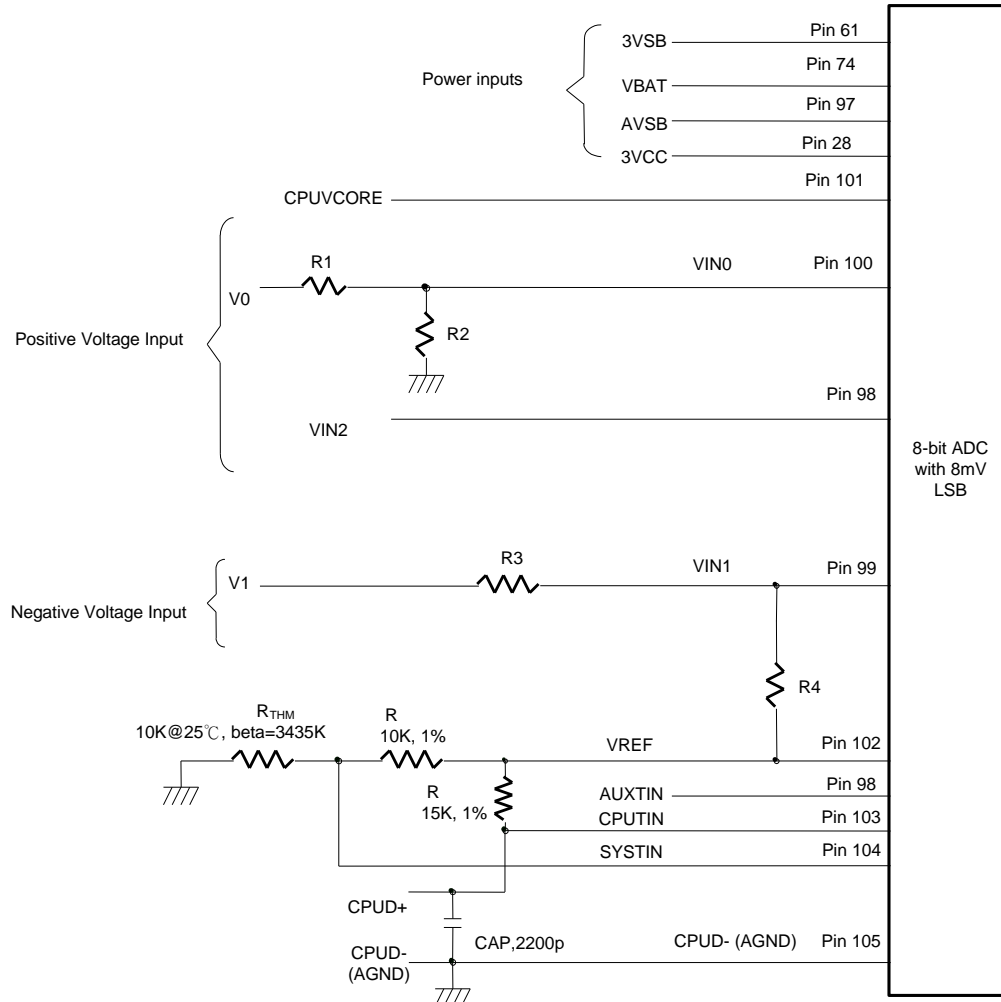 3VSB
Pin 61
Power inputs
VBAT
Pin 74
AVSB
Pin 97
3VCC
Pin 28
CPUVCORE
Pin 101
R1
VIN0
Pin 100
V0
R2
Positive Voltage Input
Pin 98
VIN2
8-bit ADC
with 8mV
LSB
R3
VIN1
Pin 99
V1
Negative Voltage Input
R4
RTHM
10K@25℃, beta=3435K
R
10K, 1%
VREF
Pin 102
R
15K, 1%
AUXTIN
Pin 98
CPUTIN
Pin 103
SYSTIN
Pin 104
CPUD+
CAP,2200p
CPUD-
(AGND)
CPUD- (AGND)
Pin 105